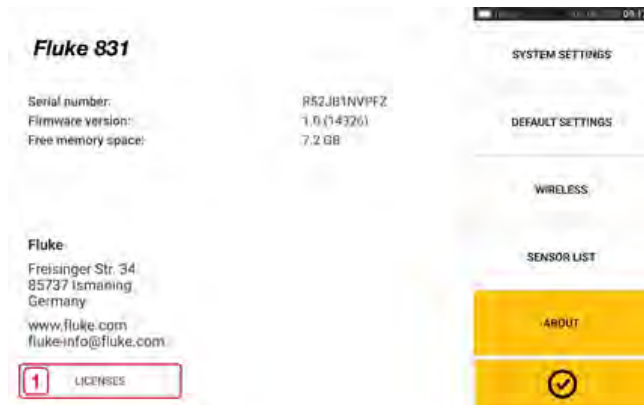 Fluke 831
Serial number:
Firmware version:
1.0 (14326)
Free memory space:
7.2 GB
Fluke
Freisinger Str. 34
85737 Ismaning
Germany
www.fluke.com
fluke-info@fluke.com
1 LICENSES
SYSTEM SETTINGS
DEFAULT SETTINGS
WIRELESS
SENSOR LIST
ABOUT